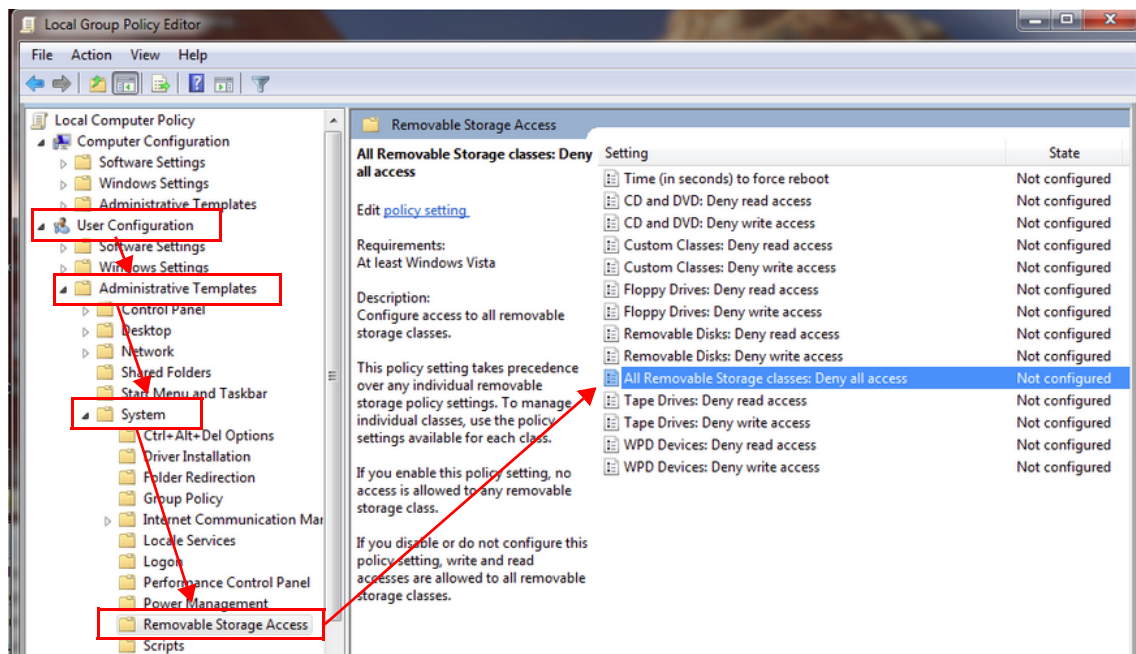 Local Group Policy Editor
File Action View Help
Local Computer Policy
Computer Configuration
Software Settings
Windows Settings
Administrative Templates
User Configuration
Software Settings
Windows Settings
Administrative Templates
Control Panel
Desktop
Network
Shared Folders
Start Menu and Taskbar
System
Ctrl+Alt+Del Options
Driver Installation
Folder Redirection
Group Policy
Internet Communication Mar
Locale Services
Logon
Performance Control Panel
Power Management
Removable Storage Access
Scripts
Removable Storage Access
All Removable Storage classes: Deny
all access
Edit policy setting
Requirements:
At least Windows Vista
Description:
Configure access to all removable
storage classes.
This policy setting takes precedence
over any individual removable
storage policy settings. To manage
individual classes, use the policy
settings available for each class.
If you enable this policy setting, no
access is allowed to any removable
storage class.
If you disable or do not configure this
policy setting, write and read
accesses are allowed to all removable
storage classes.
Setting State
Time (in seconds) to force reboot Not configured
CD and DVD: Deny read access Not configured
CD and DVD: Deny write access Not configured
Custom Classes: Deny read access Not configured
Custom Classes: Deny write access Not configured
Floppy Drives: Deny read access Not configured
Floppy Drives: Deny write access Not configured
Removable Disks: Deny read access Not configured
Removable Disks: Deny write access Not configured
All Removable Storage classes: Deny all access Not configured
Tape Drives: Deny read access Not configured
Tape Drives: Deny write access Not configured
WPD Devices: Deny read access Not configured
WPD Devices: Deny write access Not configured